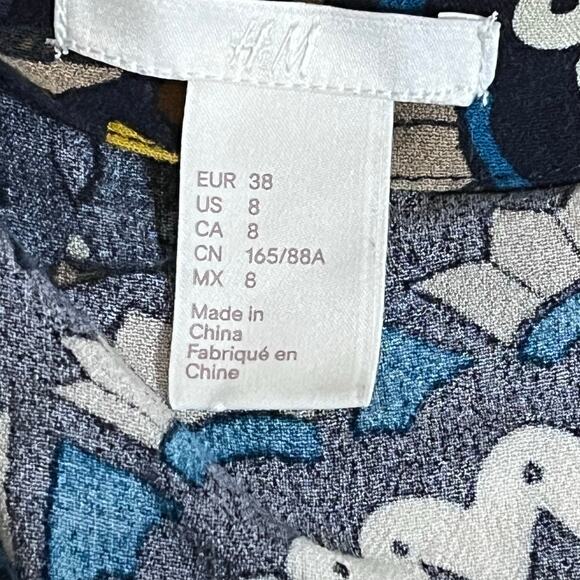 H&M
EUR 38
US 8
CA 8
CN 165/88A
MX 8
Made in
China
Fabriqué en
Chine